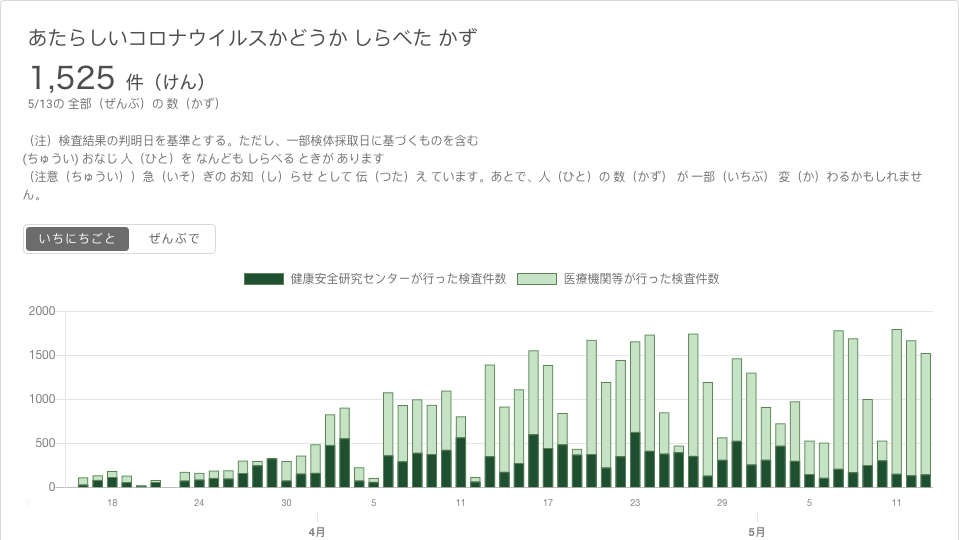 あたらしいコロナウイルスかどうか しらべた かず
1,525 件（けん）
5/13の 全部（ぜんぶ）の 数（かず）
（注）検査結果の判明日を基準とする。ただし、一部検体採取日に基づくものを含む
(ちゅうい) おなじ 人（ひと）を なんども しらべる ときが あります
（注意（ちゅうい））急（いそ）ぎの お知（し）らせ として 伝（つた）え ています。あとで、人（ひと）の 数（かず） が 一部（いちぶ） 変（か）わるかもしれませ
ん。
いちにちごと ぜんぶで
健康安全研究センターが行った検査件数 医療機関等が行った検査件数
2000
1500
1000
500
0
18 24 30 5 11 17 23 29 5 11
4月 5月